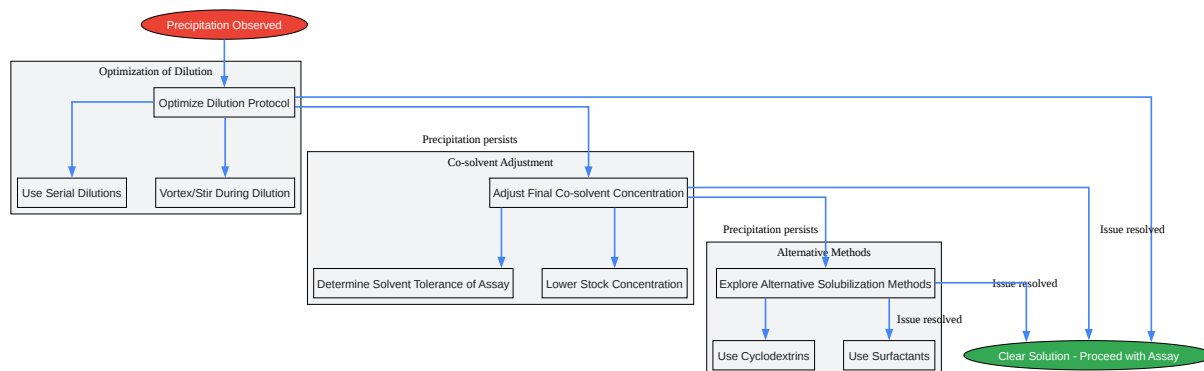 Precipitation Observed
Optimization of Dilution
Optimize Dilution Protocol
Precipitation persists
Co-solvent Adjustment
Use Serial Dilutions
Vortex/Stir During Dilution
Adjust Final Co-solvent Concentration
Precipitation persists
Issue resolved
Alternative Methods
Determine Solvent Tolerance of Assay
Lower Stock Concentration
Explore Alternative Solubilization Methods
Issue resolved
Issue resolved
Use Cyclodextrins
Use Surfactants
Clear Solution - Proceed with Assay